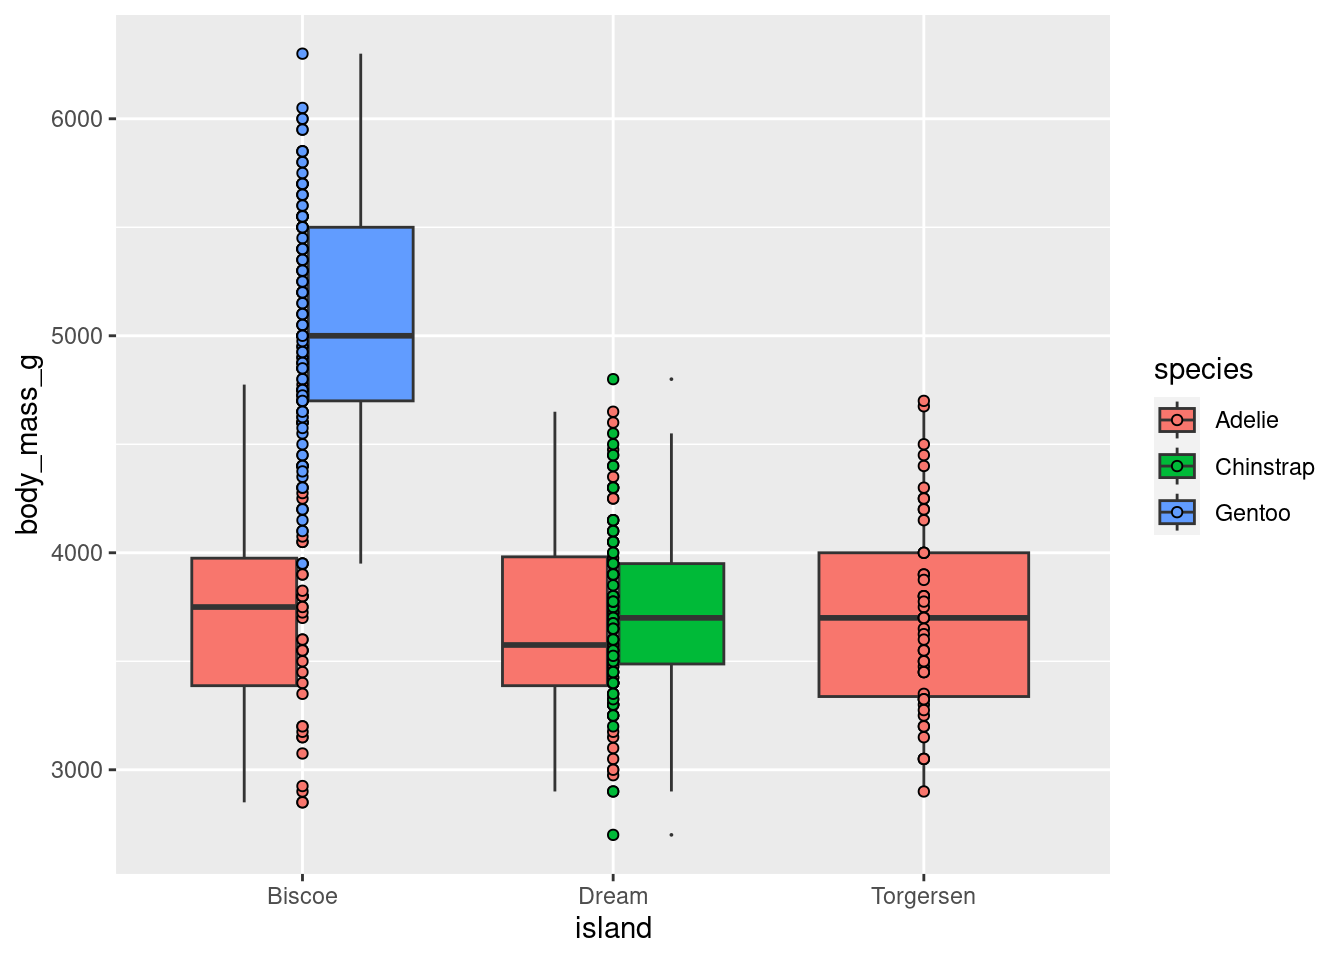 6000
5000
4000
3000
body_mass_g
Biscoe
Dream
Torgersen
island
species
Adelie
Chinstrap
Gentoo